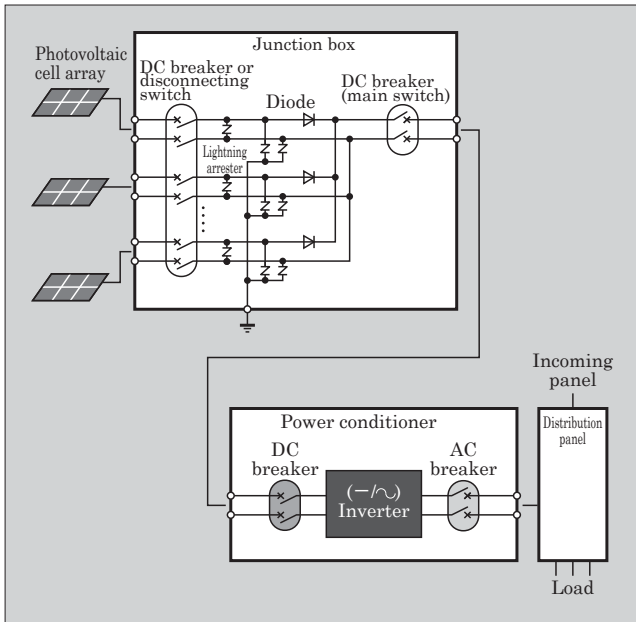 Junction box
Photovoltaic
cell array
DC breaker or
disconnecting
switch
Diode
DC breaker
(main switch)
Lightning
arrester
Incoming
panel
Distribution
panel
Power conditioner
DC
breaker
(−/∿)
Inverter
AC
breaker
Load